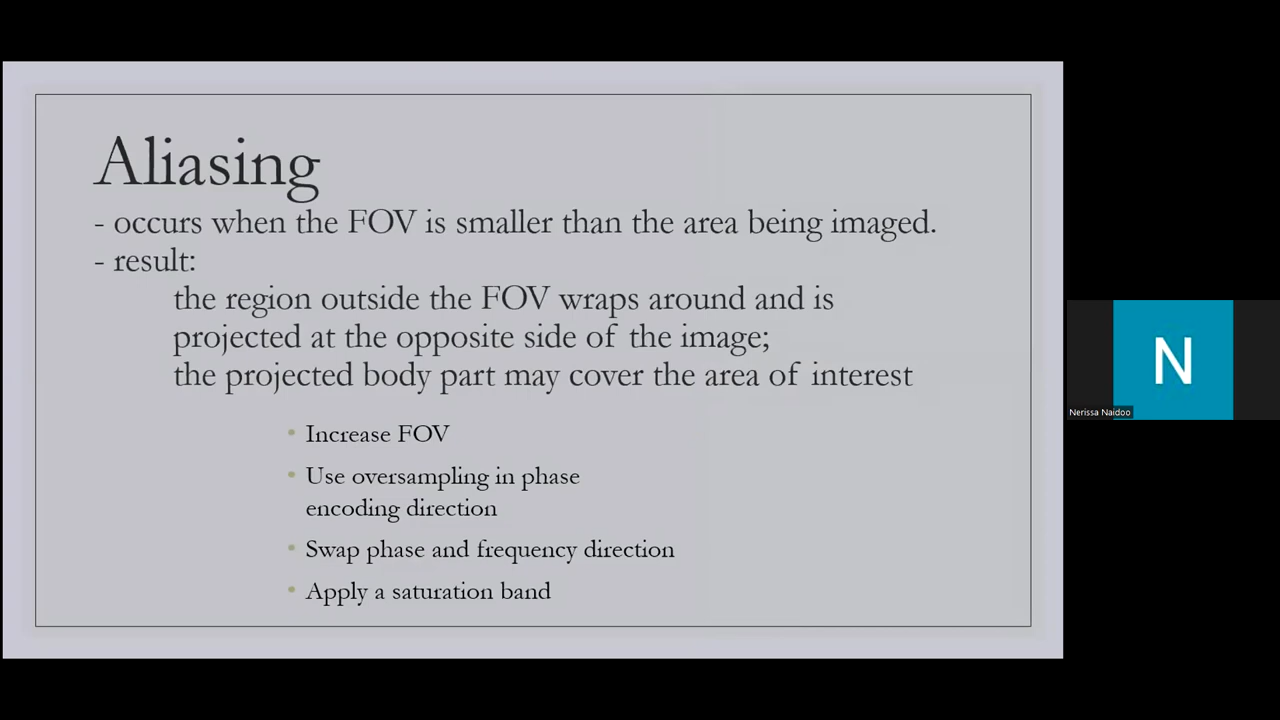 Aliasing
- occurs when the FOV is smaller than the area being imaged.
- result:
the region outside the FOV wraps around and is
projected at the opposite side of the image;
the projected body part may cover the area of interest
• Increase FOV
• Use oversampling in phase
encoding direction
• Swap phase and frequency direction
• Apply a saturation band
N
Nerissa Naidoo